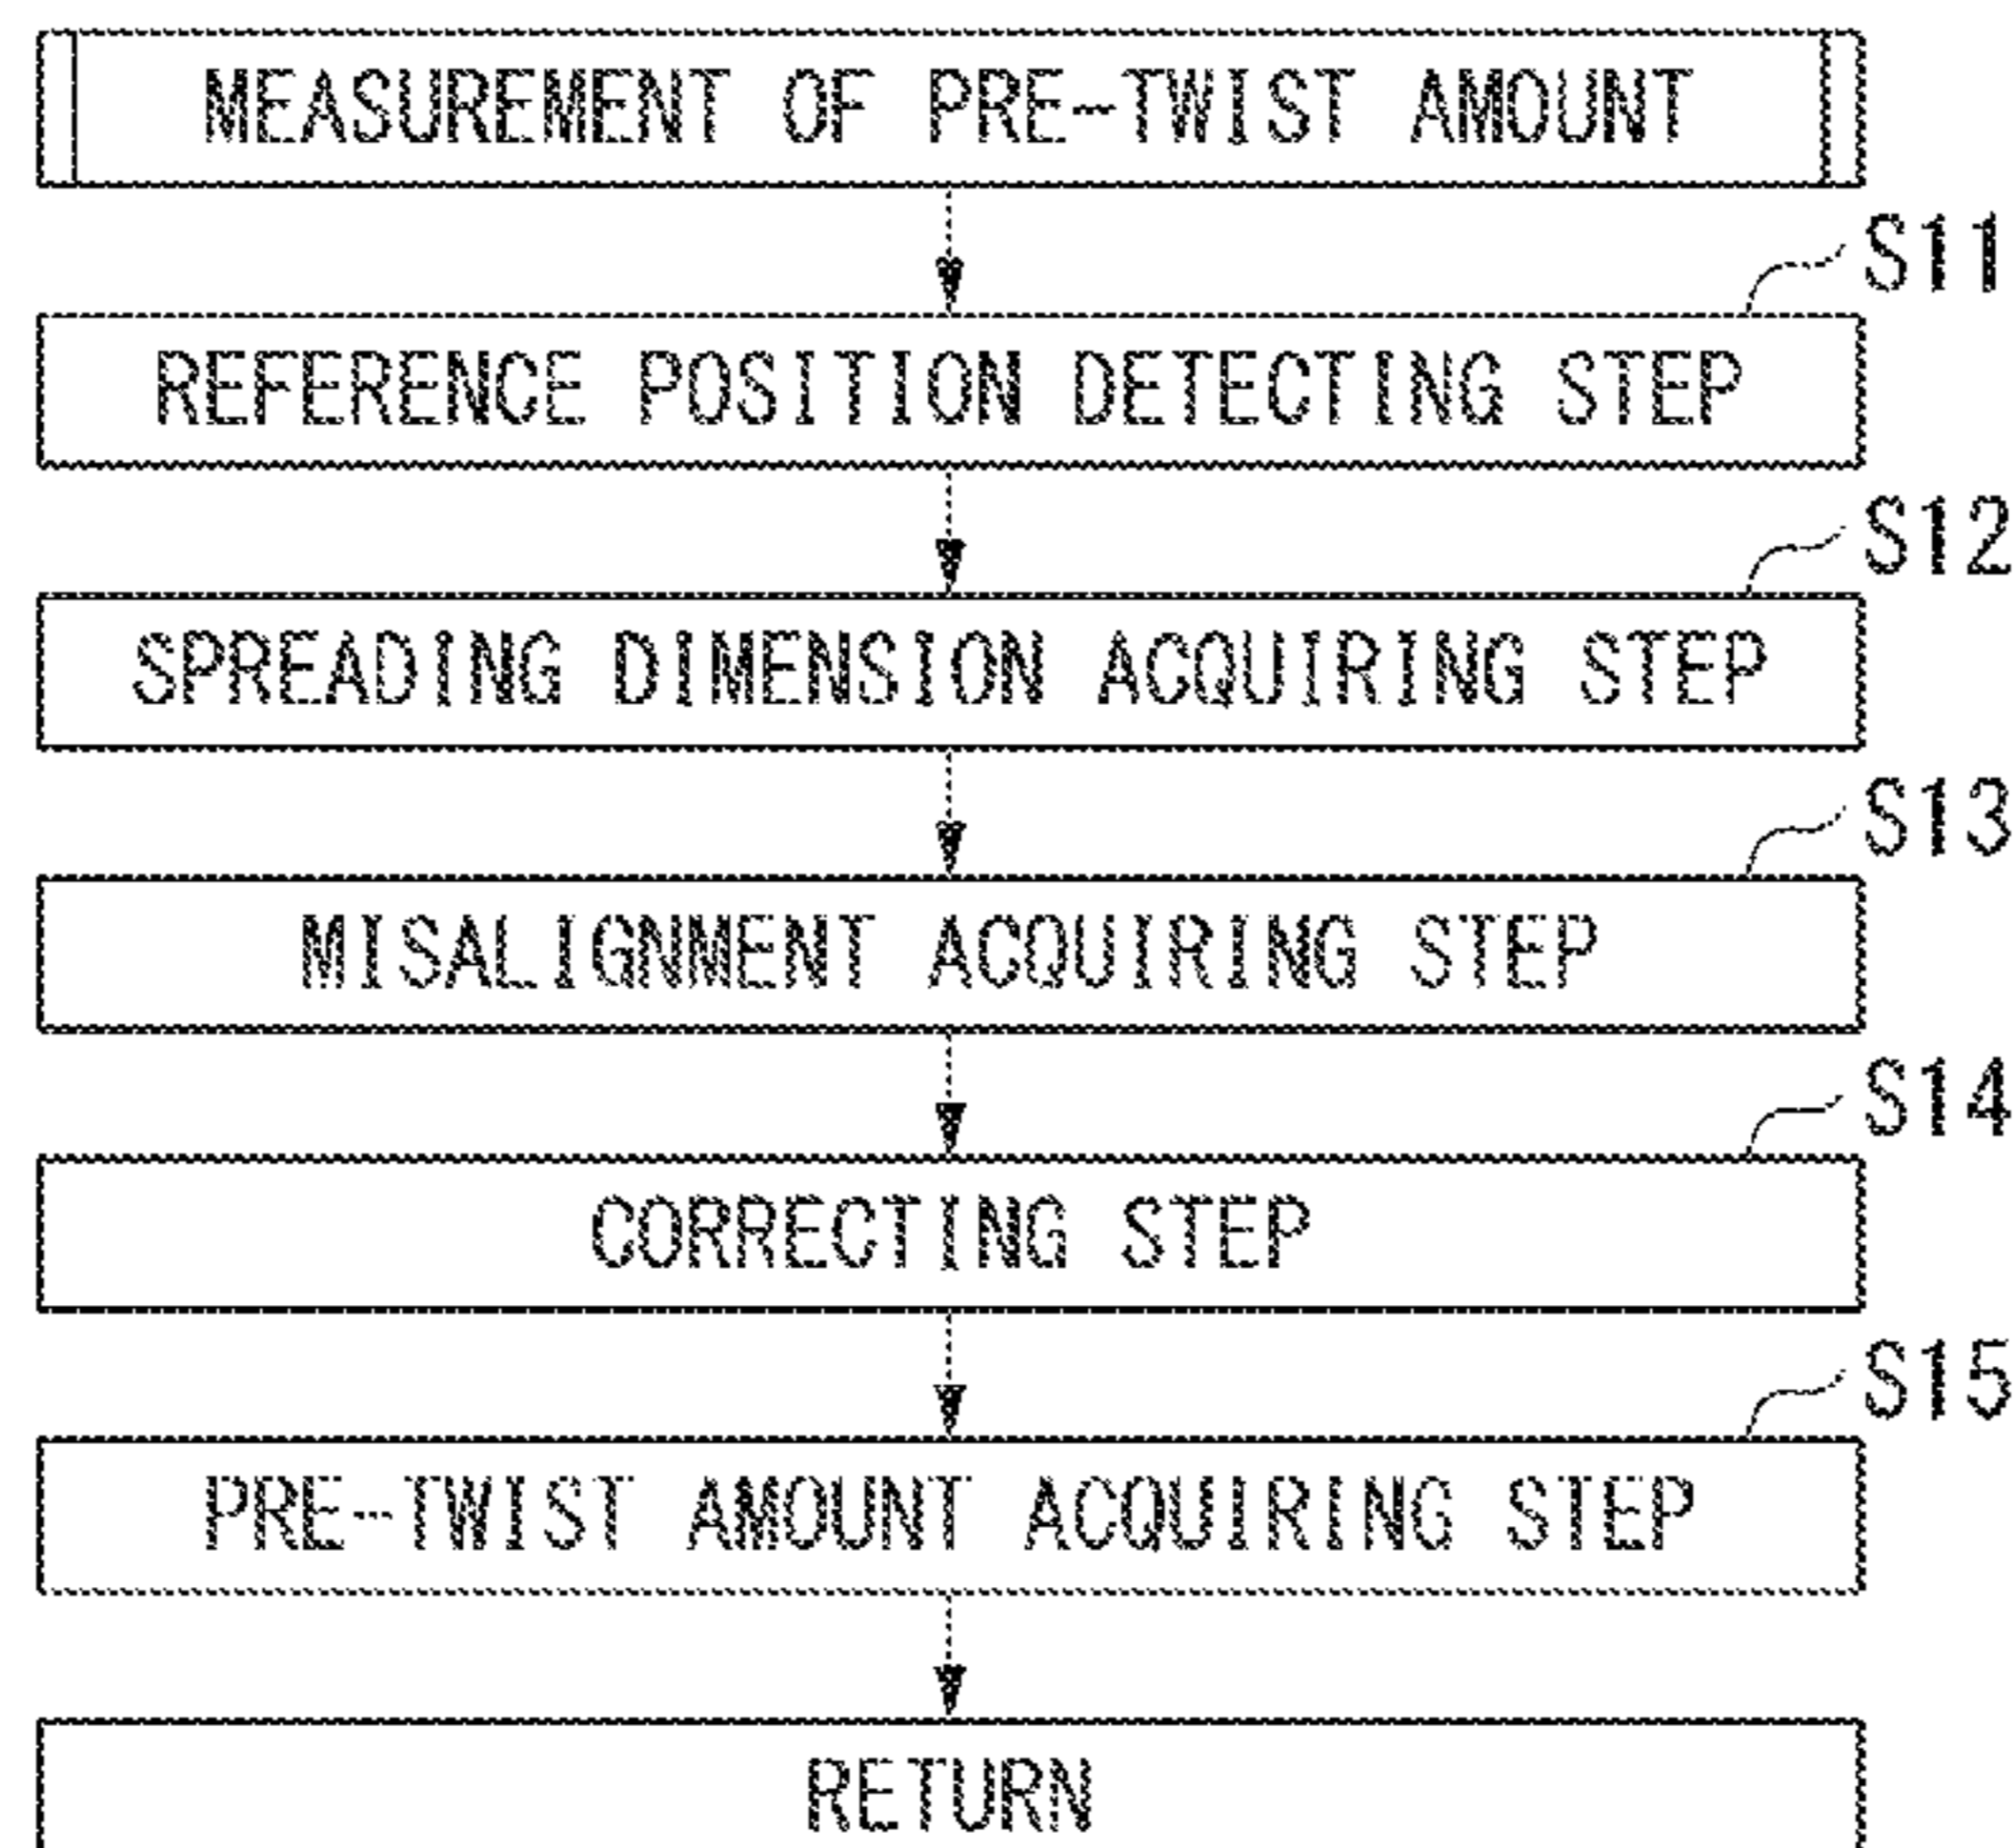 MEASUREMENT OF PRE-TWIST AMOUNT
S11
REFERENCE POSITION DETECTING STEP
S12
SPREADING DIMENSION ACQUIRING STEP
S13
MISALIGNMENT ACQUIRING STEP
S14
CORRECTING STEP
S15
PRE-TWIST AMOUNT ACQUIRING STEP
RETURN